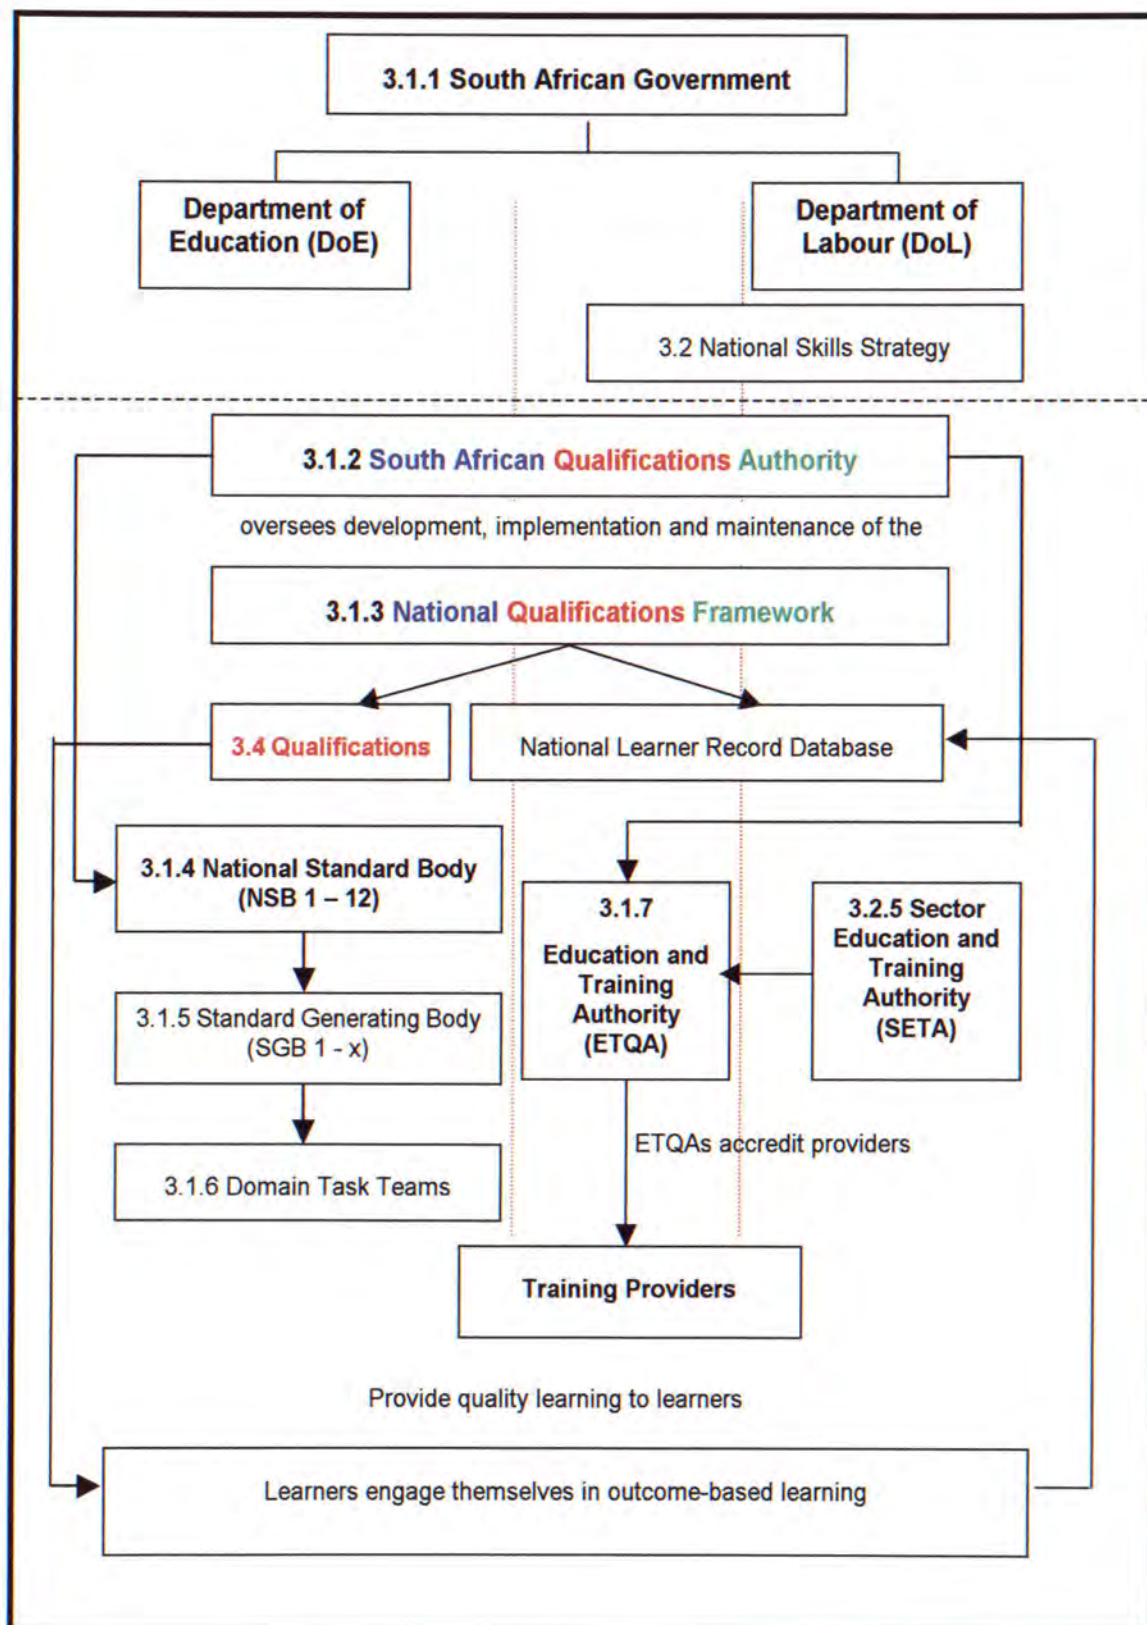 3.1.1 South African Government
Department of
Education (DoE)
Department of
Labour (DoL)
3.2 National Skills Strategy
3.1.2 South African Qualifications Authority
oversees development, implementation and maintenance of the
3.1.3 National Qualifications Framework
3.4 Qualifications
National Learner Record Database
3.1.4 National Standard Body
(NSB 1 – 12)
3.1.7
Education and
Training
Authority
(ETQA)
3.2.5 Sector
Education and
Training
Authority
(SETA)
3.1.5 Standard Generating Body
(SGB 1 - x)
ETQAs accredit providers
3.1.6 Domain Task Teams
Training Providers
Provide quality learning to learners
Learners engage themselves in outcome-based learning